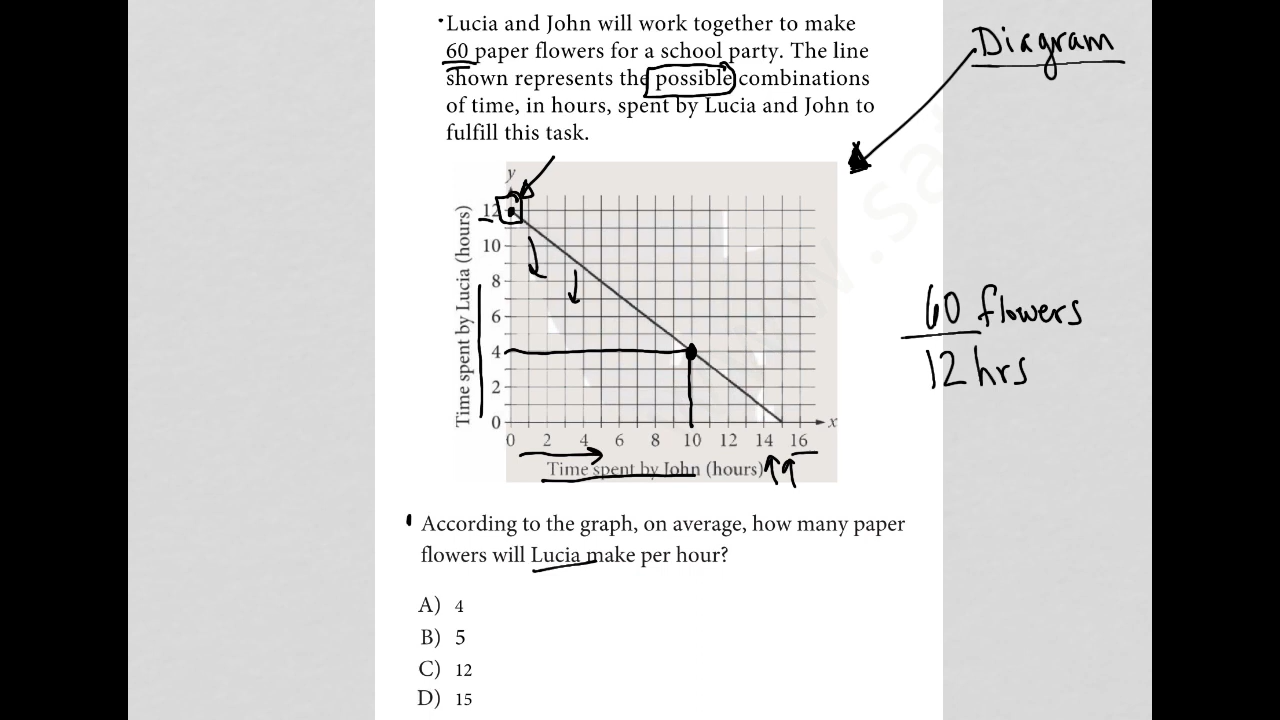 Lucia and John will work together to make
60 paper flowers for a school party. The line
shown represents the possible combinations
of time, in hours, spent by Lucia and John to
fulfill this task.
Diagram
y
Time spent by Lucia (hours)
12
10
8
6
4
2
0
0 2 4 6 8 10 12 14 16
x
Time spent by John (hours)
60 flowers
12 hrs
According to the graph, on average, how many paper
flowers will Lucia make per hour?
A) 4
B) 5
C) 12
D) 15